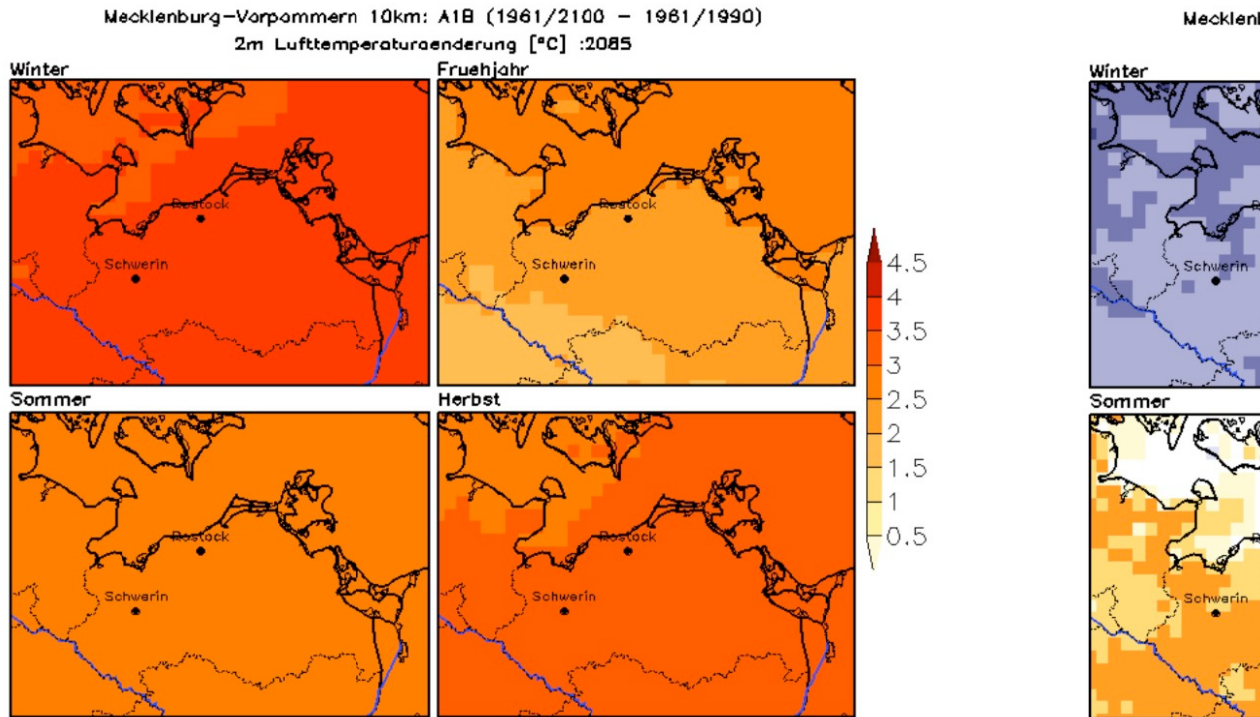 Mecklenburg-Vorpommern 10km: A1B (1961/2100 - 1961/1990)
2m Lufttemperaturaenderung [°C] :2085
Winter
Fruehjahr
Rostock
Schwerin
Rostock
Schwerin
Sommer
Herbst
Rostock
Schwerin
Rostock
Schwerin
4.5
4
3.5
3
2.5
2
1.5
1
0.5
Mecklenb
Winter
Schwerin
Sommer
Schwerin